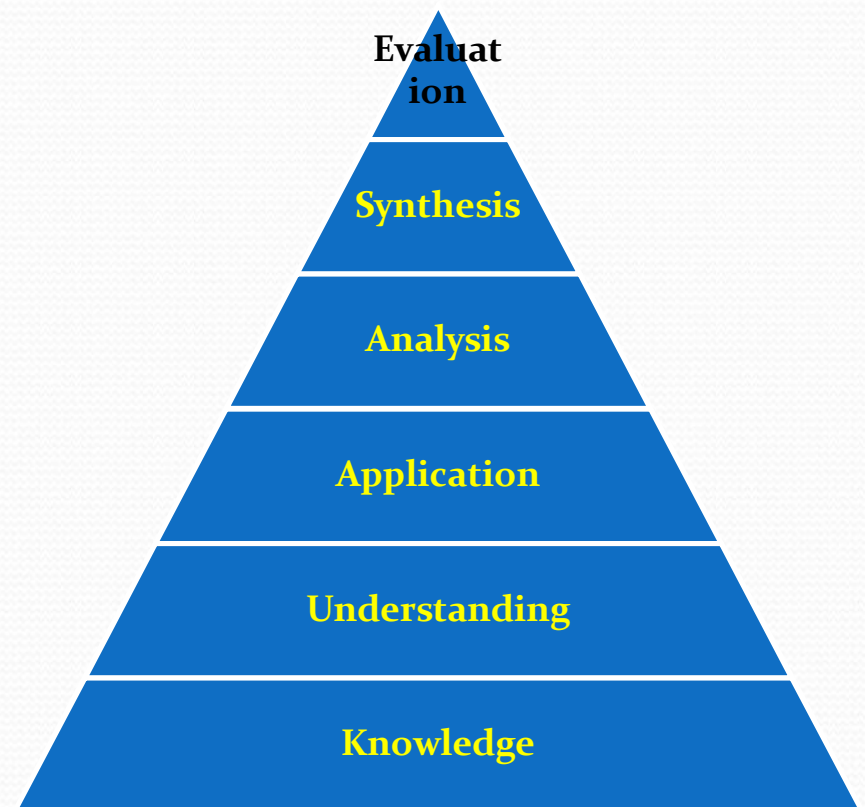 Evaluat
ion
Synthesis
Analysis
Application
Understanding
Knowledge